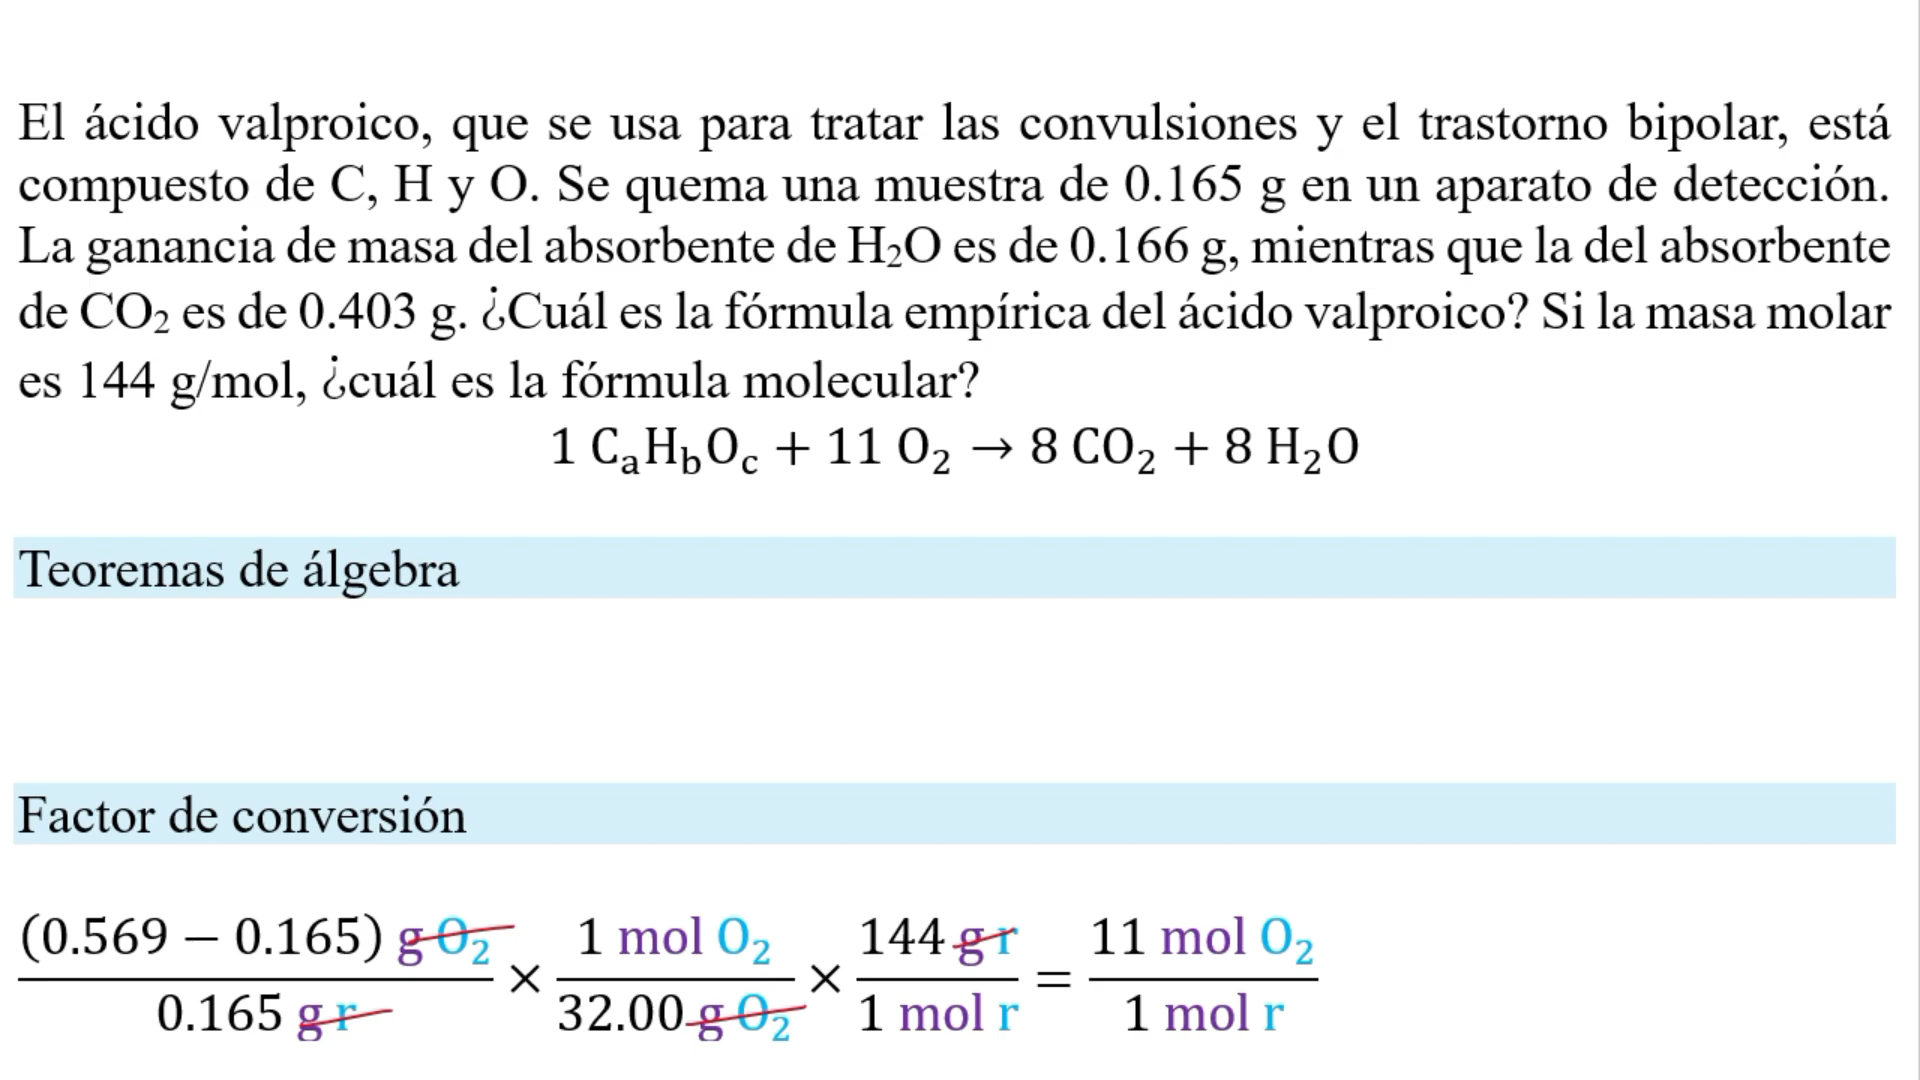 El ácido valproico, que se usa para tratar las convulsiones y el trastorno bipolar, está
compuesto de C, H y O. Se quema una muestra de 0.165 g en un aparato de detección.
La ganancia de masa del absorbente de H₂O es de 0.166 g, mientras que la del absorbente
de CO₂ es de 0.403 g. ¿Cuál es la fórmula empírica del ácido valproico? Si la masa molar
es 144 g/mol, ¿cuál es la fórmula molecular?
1 CₐH_bO_c + 11 O₂ → 8 CO₂ + 8 H₂O
Teoremas de álgebra
Factor de conversión
(0.569 − 0.165) g O₂ / 0.165 g r × 1 mol O₂ / 32.00 g O₂ × 144 g r / 1 mol r = 11 mol O₂ / 1 mol r